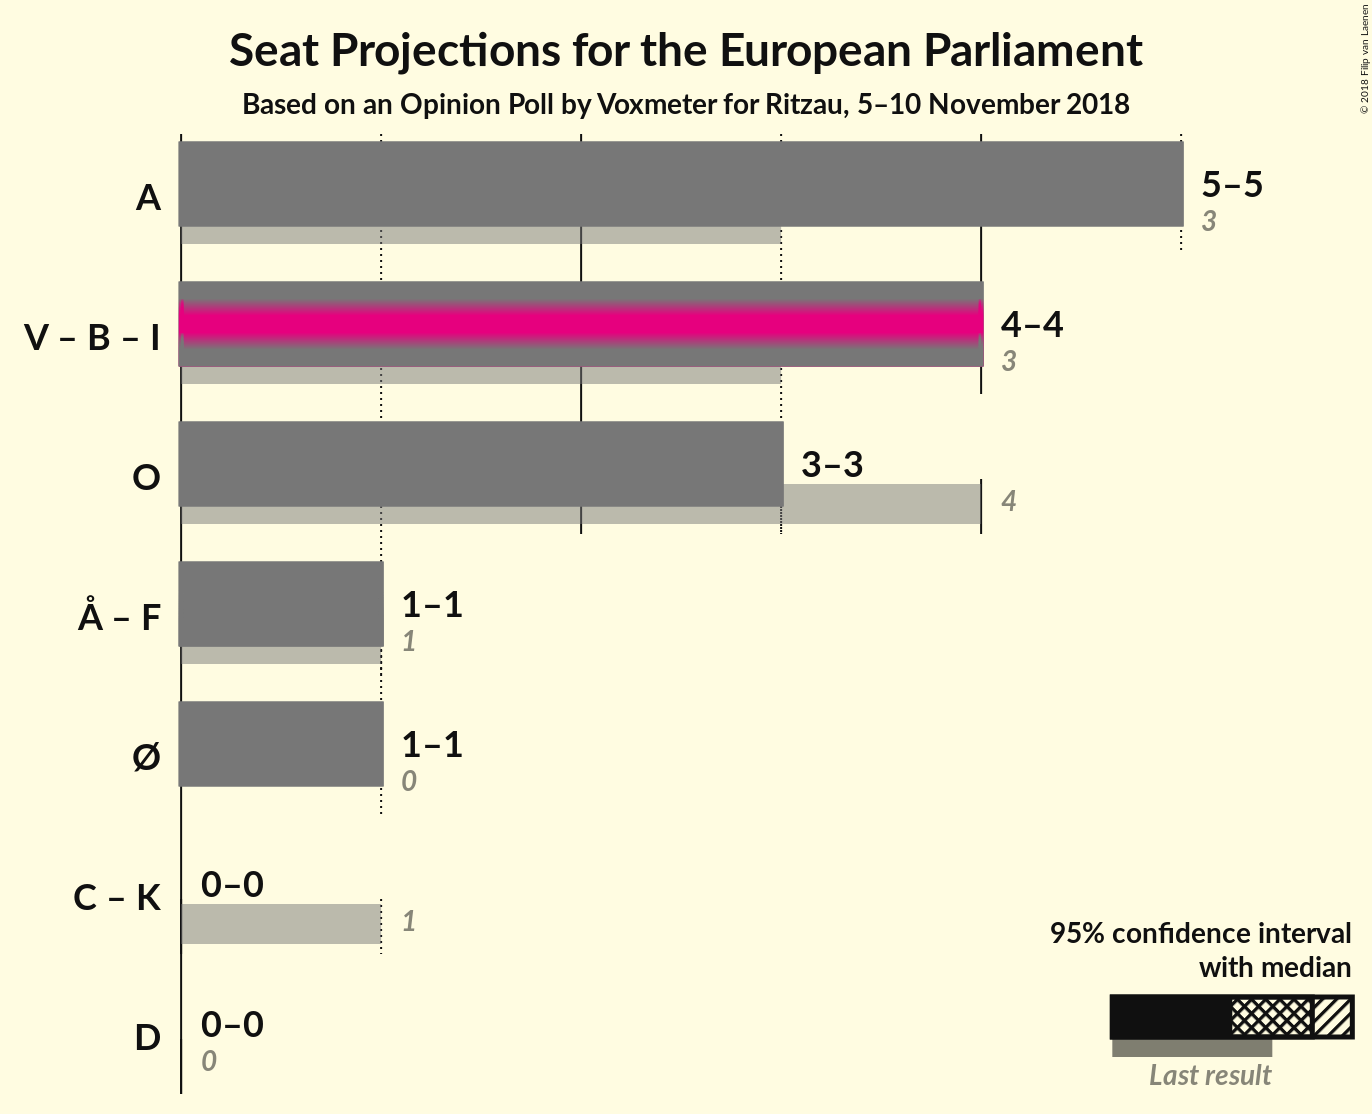 Seat Projections for the European Parliament
Based on an Opinion Poll by Voxmeter for Ritzau, 5–10 November 2018
© 2018 Filip van Laenen
A
5–5
3
V – B – I
4–4
3
O
3–3
4
Å – F
1–1
1
Ø
1–1
0
C – K
0–0
1
D
0–0
0
95% confidence interval
with median
Last result